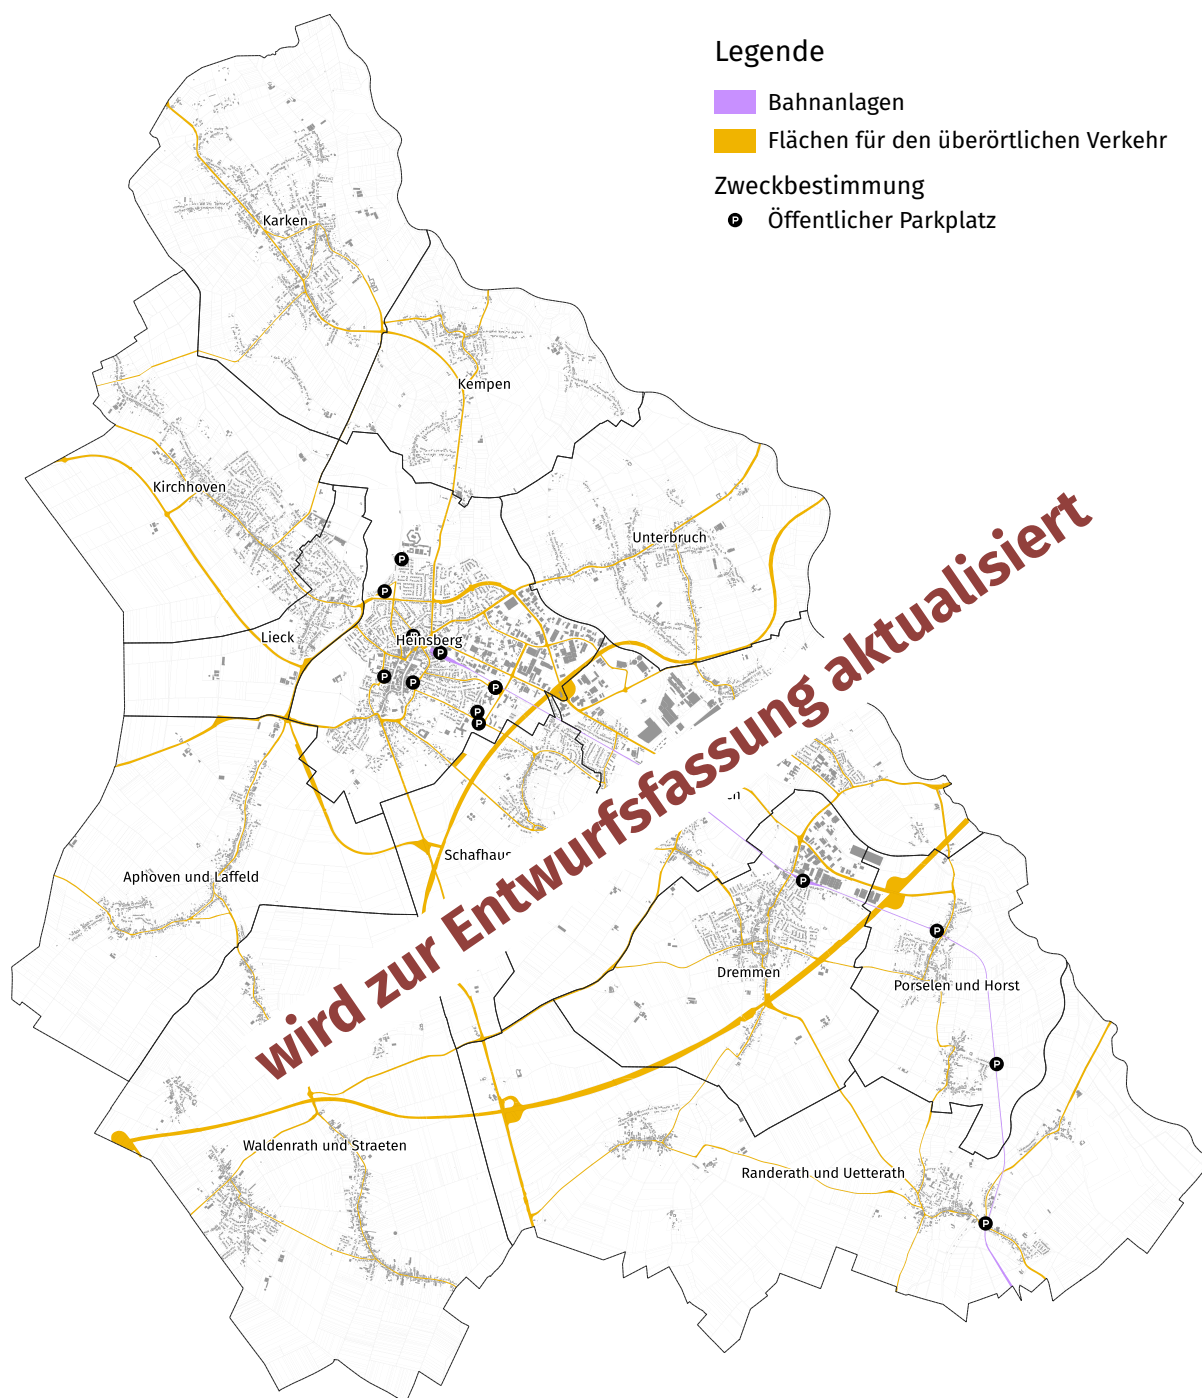 Legende
Bahnanlagen
Flächen für den überörtlichen Verkehr
Zweckbestimmung
P Öffentlicher Parkplatz
Karken
Kempen
Kirchhoven
Unterbruch
P
P
Lieck
Heinsberg
P
P
P
P
P
P
wird zur Entwurfsfassung aktualisiert
Schafhaus
Aphoven und Laffeld
P
P
Dremmen
Porselen und Horst
P
Waldenrath und Straeten
Randerath und Uetterath
P